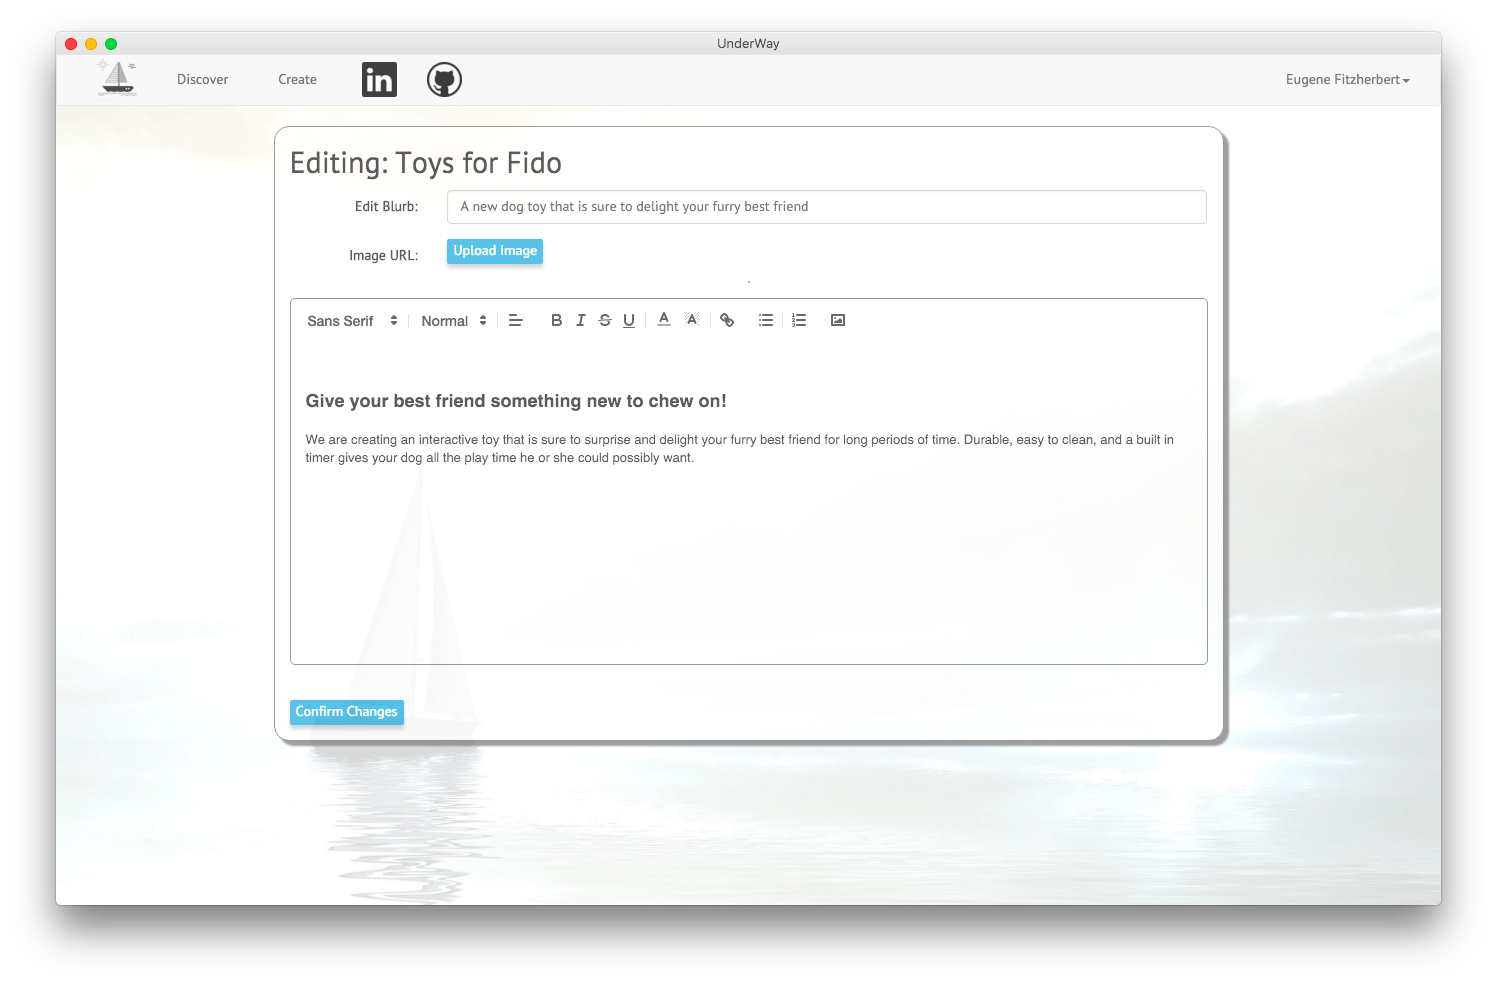 UnderWay
Discover
Create
in
Eugene Fitzherbert
Editing: Toys for Fido
Edit Blurb:
A new dog toy that is sure to delight your furry best friend
Image URL:
Upload Image
Sans Serif
Normal
B I S U A A
Give your best friend something new to chew on!
We are creating an interactive toy that is sure to surprise and delight your furry best friend for long periods of time. Durable, easy to clean, and a built in
timer gives your dog all the play time he or she could possibly want.
Confirm Changes